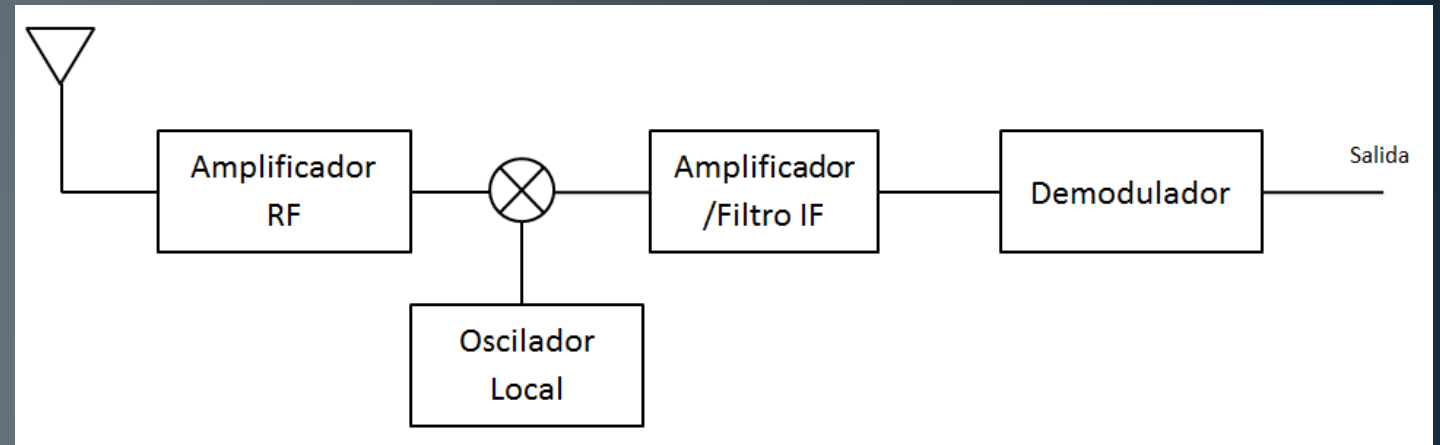 Amplificador
RF
Amplificador
/Filtro IF
Demodulador
Salida
Oscilador
Local